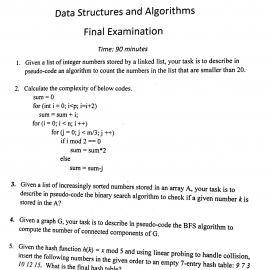 Data Structures and Algorithms
Final Examination
Time: 90 minutes
1. Given a list of integer numbers stored by a linked list, your task is to describe in
pseudo-code an algorithm to count the numbers in the list that are smaller than 20.
2. Calculate the complexity of below codes.
sum = 0
for (int i = 0; i<p; i=i+2)
sum = sum + i;
for (i = 0; i < n; i ++)
for (j = 0; j < m/3; j ++)
if i mod 2 == 0
sum = sum*2
else
sum = sum-j
3. Given a list of increasingly sorted numbers stored in an array A, your task is to
describe in pseudo-code the binary search algorithm to check if a given number k is
stored in the A?
4. Given a graph G, your task is to describe in pseudo-code the BFS algorithm to
compute the number of connected components of G.
5. Given the hash function h(k) = x mod 5 and using linear probing to handle collision,
insert the following numbers in the given order to an empty 7-entry hash table: 9 7 3
10 12 15. What is the final hash table?